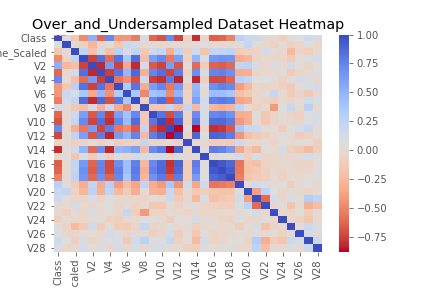 Over_and_Undersampled Dataset Heatmap
Class
ne_Scaled
V2
V4
V6
V8
V10
V12
V14
V16
V18
V20
V22
V24
V26
V28
Class
caled
V2
V4
V6
V8
V10
V12
V14
V16
V18
V20
V22
V24
V26
V28
1.00
0.75
0.50
0.25
0.00
−0.25
−0.50
−0.75